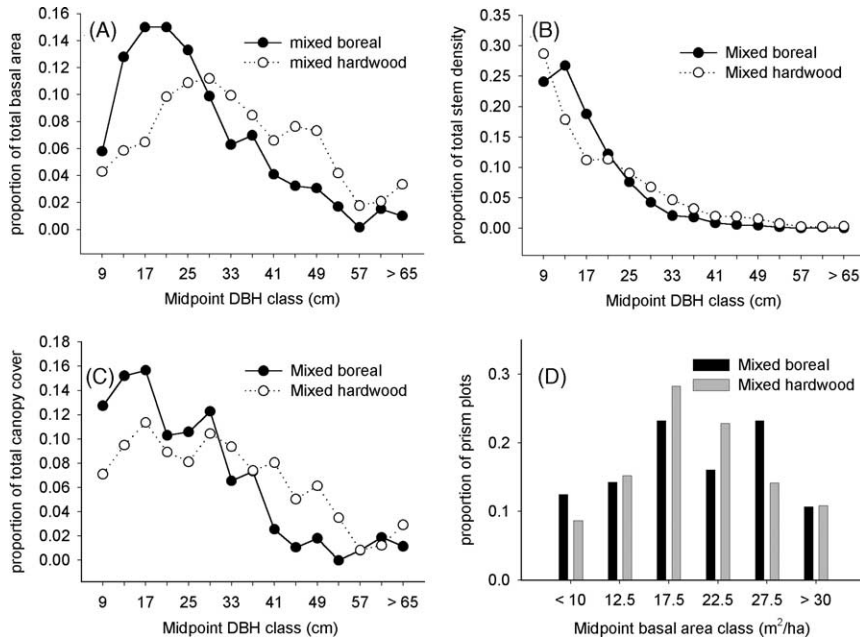 (A)
mixed boreal
mixed hardwood
proportion of total basal area
0.16
0.14
0.12
0.10
0.08
0.06
0.04
0.02
0.00
9 17 25 33 41 49 57 > 65
Midpoint DBH class (cm)
(B)
Mixed boreal
Mixed hardwood
proportion of total stem density
0.35
0.30
0.25
0.20
0.15
0.10
0.05
0.00
9 17 25 33 41 49 57 > 65
Midpoint DBH class (cm)
(C)
Mixed boreal
Mixed hardwood
proportion of total canopy cover
0.18
0.16
0.14
0.12
0.10
0.08
0.06
0.04
0.02
0.00
9 17 25 33 41 49 57 > 65
Midpoint DBH class (cm)
(D)
Mixed boreal
Mixed hardwood
proportion of prism plots
0.3
0.2
0.1
0.0
< 10 12.5 17.5 22.5 27.5 > 30
Midpoint basal area class (m²/ha)